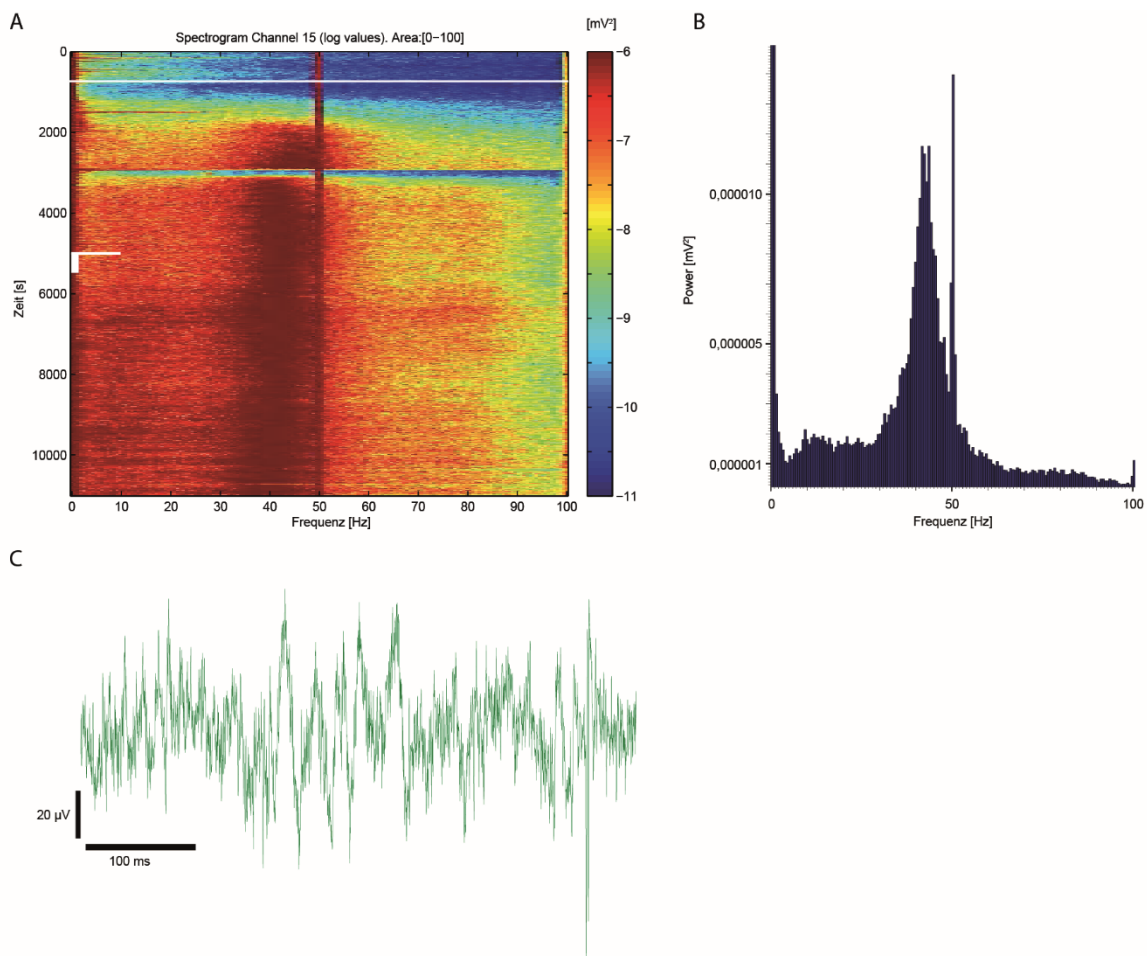 A
Spectrogram Channel 15 (log values). Area:[0−100]
[mV²]
0
2000
4000
6000
8000
10000
Zeit [s]
0 10 20 30 40 50 60 70 80 90 100
Frequenz [Hz]
−6
−7
−8
−9
−10
−11
B
0,000010
0,000005
0,000001
Power [mV²]
0 50 100
Frequenz [Hz]
C
20 µV
100 ms